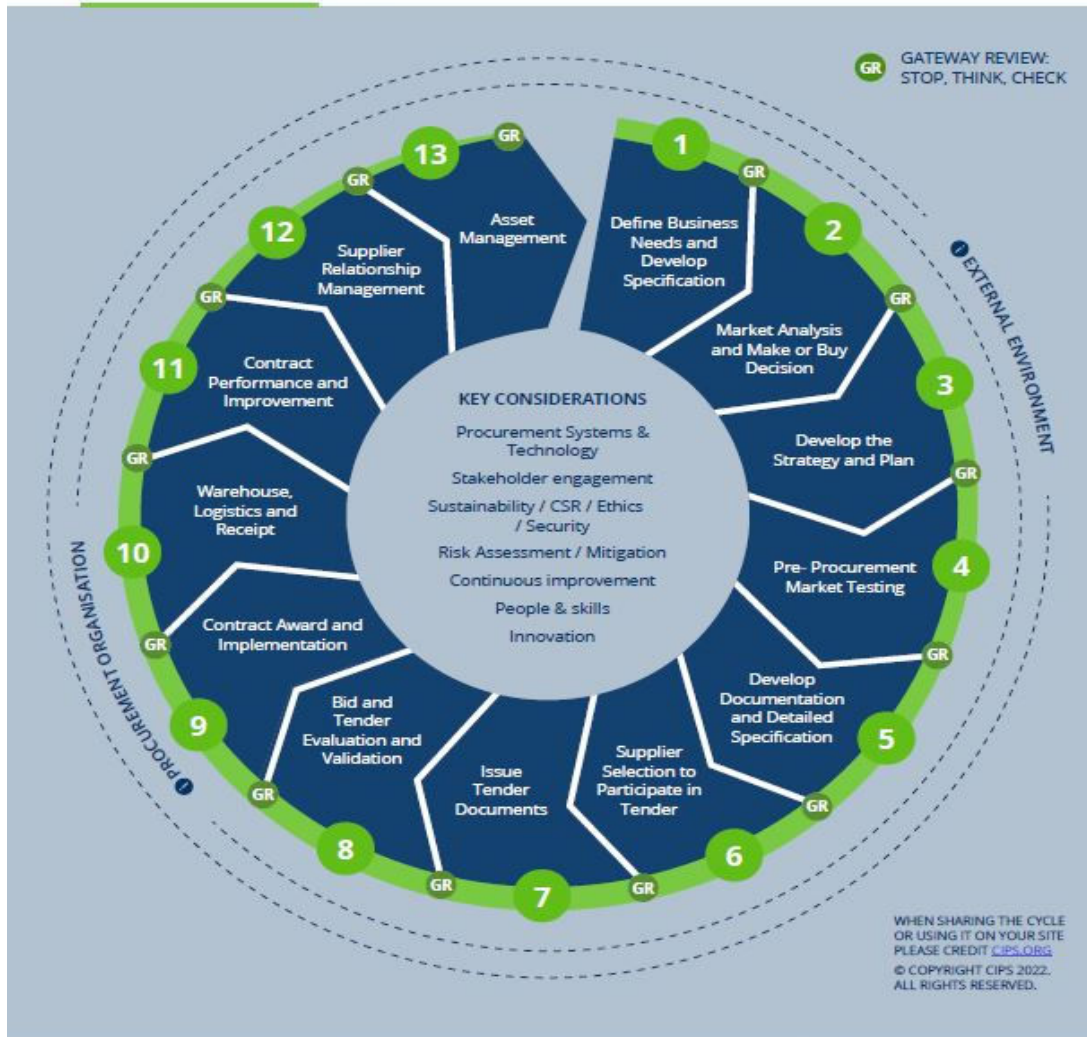 GR
GATEWAY REVIEW:
STOP, THINK, CHECK
1
GR
Define Business
Needs and
Develop
Specification
2
GR
Market Analysis
and Make or Buy
Decision
3
GR
Develop the
Strategy and Plan
4
GR
Pre- Procurement
Market Testing
5
GR
Develop
Documentation
and Detailed
Specification
6
GR
Supplier
Selection to
Participate in
Tender
7
GR
Issue
Tender
Documents
8
GR
Bid and
Tender
Evaluation and
Validation
9
GR
Contract Award and
Implementation
10
GR
Warehouse,
Logistics and
Receipt
11
GR
Contract
Performance and
Improvement
12
GR
Supplier
Relationship
Management
13
GR
Asset
Management
KEY CONSIDERATIONS
Procurement Systems &
Technology
Stakeholder engagement
Sustainability / CSR / Ethics
/ Security
Risk Assessment / Mitigation
Continuous improvement
People & skills
Innovation
EXTERNAL ENVIRONMENT
PROCUREMENT ORGANISATION
WHEN SHARING THE CYCLE
OR USING IT ON YOUR SITE
PLEASE CREDIT CIPS.ORG
© COPYRIGHT CIPS 2022.
ALL RIGHTS RESERVED.